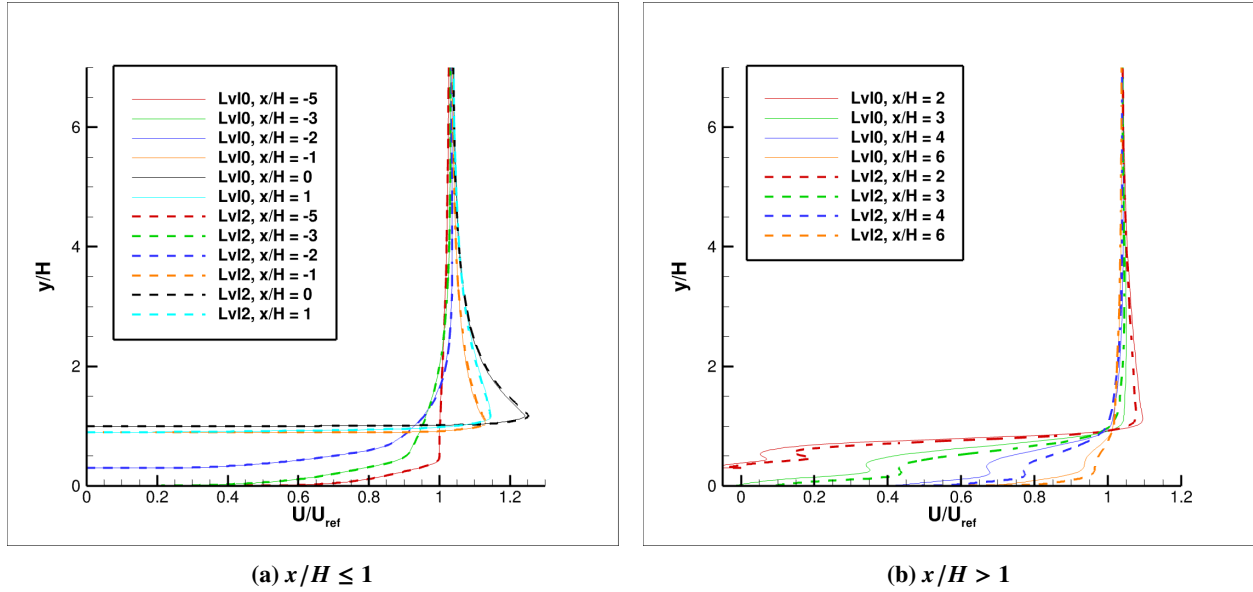 Lvl0, x/H = -5
Lvl0, x/H = -3
Lvl0, x/H = -2
Lvl0, x/H = -1
Lvl0, x/H = 0
Lvl0, x/H = 1
Lvl2, x/H = -5
Lvl2, x/H = -3
Lvl2, x/H = -2
Lvl2, x/H = -1
Lvl2, x/H = 0
Lvl2, x/H = 1
y/H
6
4
2
0
0 0.2 0.4 0.6 0.8 1 1.2
U/U_ref
(a) x/H ≤ 1
Lvl0, x/H = 2
Lvl0, x/H = 3
Lvl0, x/H = 4
Lvl0, x/H = 6
Lvl2, x/H = 2
Lvl2, x/H = 3
Lvl2, x/H = 4
Lvl2, x/H = 6
y/H
6
4
2
0
0 0.2 0.4 0.6 0.8 1 1.2
U/U_ref
(b) x/H > 1